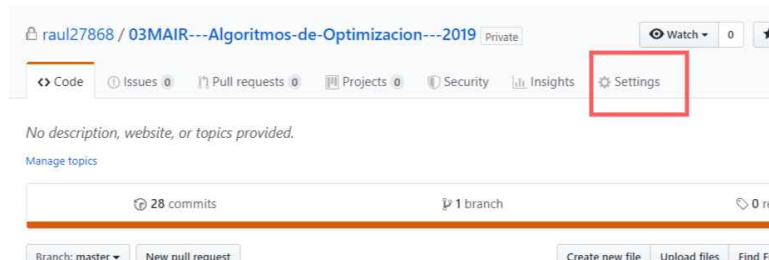 raul27868 / 03MAIR---Algoritmos-de-Optimizacion---2019 Private Watch 0
Code Issues 0 Pull requests 0 Projects 0 Security Insights Settings
No description, website, or topics provided.
Manage topics
28 commits 1 branch 0
Branch: master New pull request Create new file Upload files Find